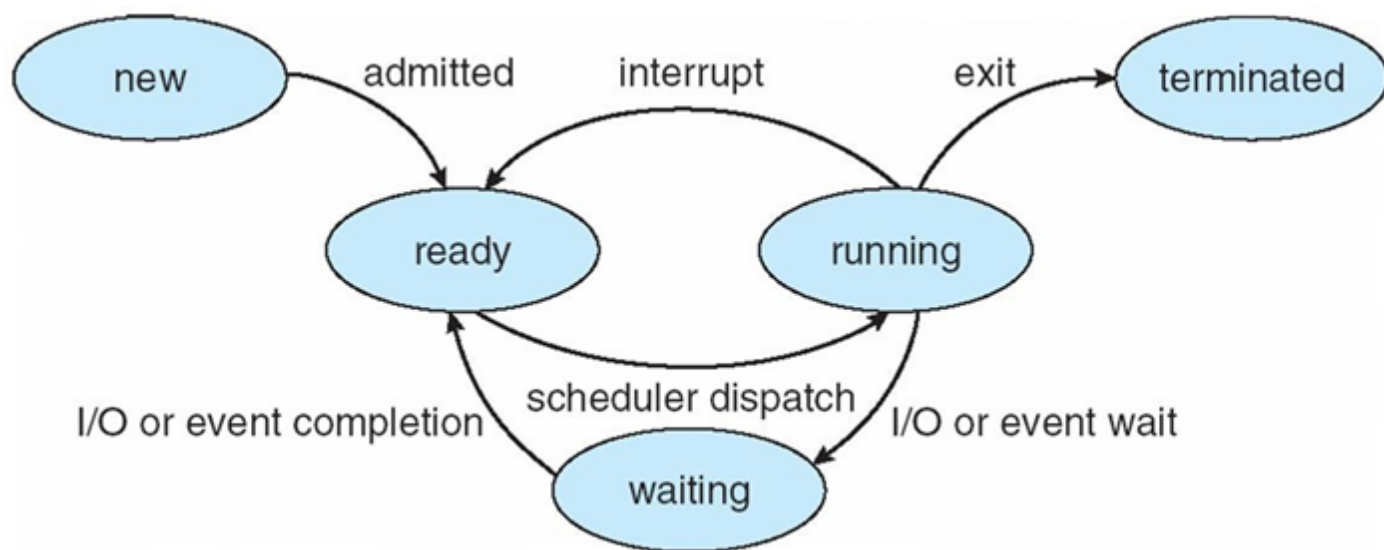 new
admitted
interrupt
exit
terminated
ready
running
scheduler dispatch
I/O or event completion
I/O or event wait
waiting